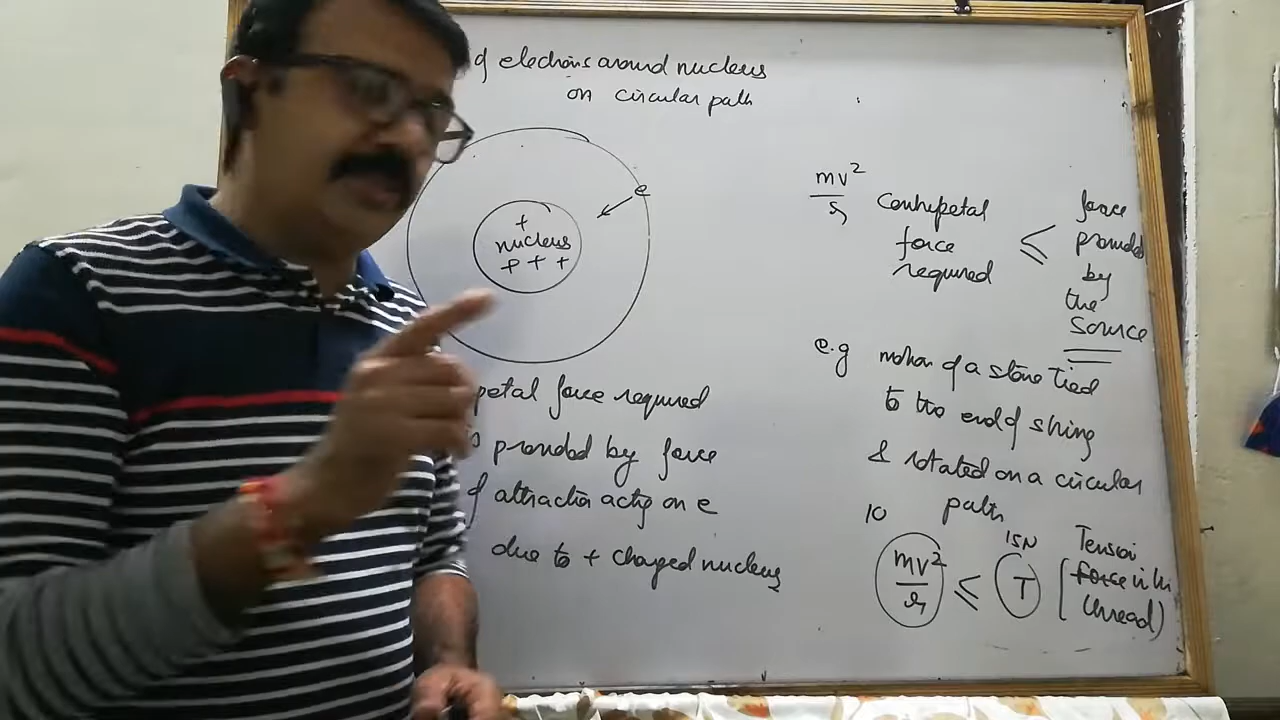 of electrons around nucleus
on circular path
e
+
nucleus
+ + +
petal force required
is provided by force
of attraction acting on e
due to + charged nucleus
mv²
r
Centripetal
force
required
≤
force
provided
by
the
source
e.g motion of a stone tied
to the end of string
& rotated on a circular
path
10
15N
mv²
r
≤
T
Tension
force in the
thread)